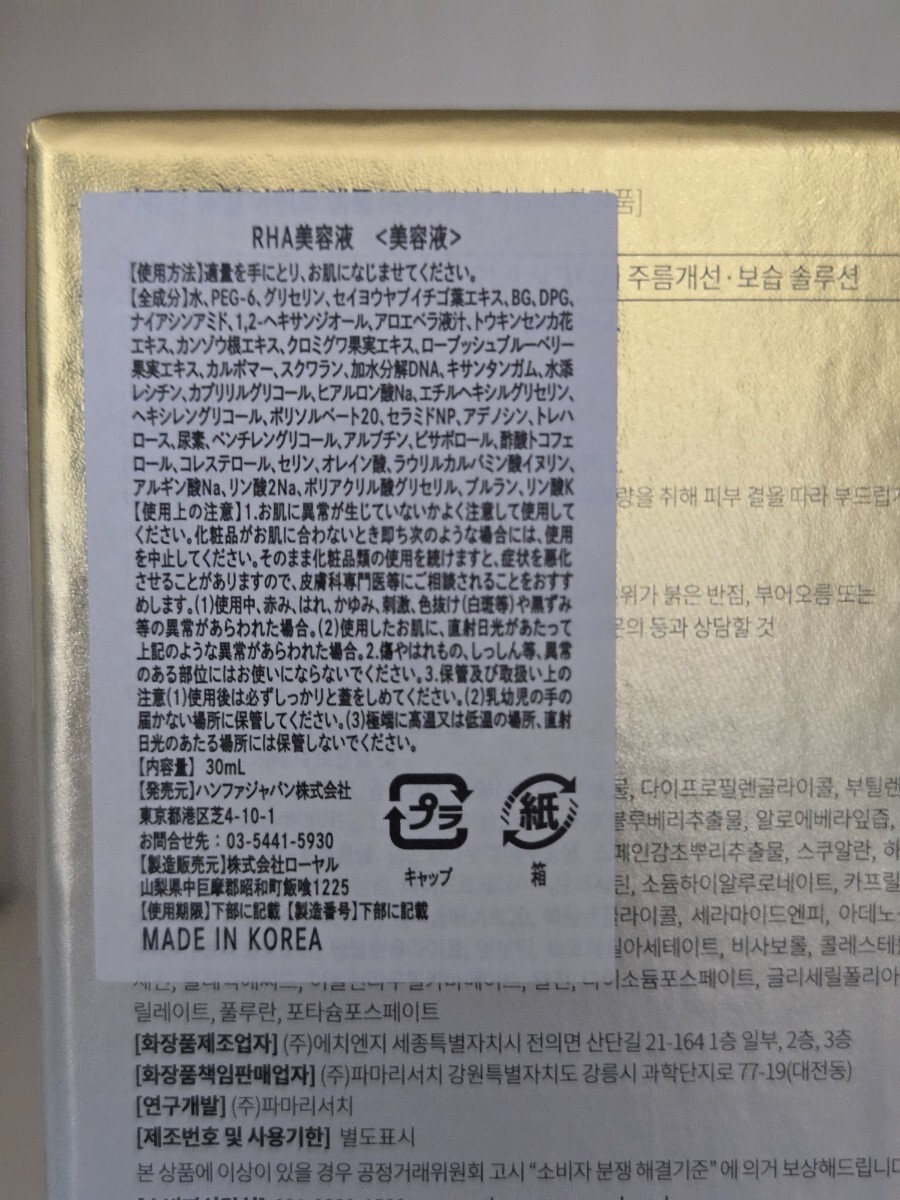 품]
RHA美容液 <美容液>
주름개선·보습 솔루션
【使用方法】適量を手にとり、お肌になじませてください。
【全成分】水、PEG-6、グリセリン、セイヨウヤブイチゴ葉エキス、BG、DPG、
ナイアシンアミド、1,2-ヘキサンジオール、アロエベラ液汁、トウキンセンカ花
エキス、カンゾウ根エキス、クロミグワ果実エキス、ローブッシュブルーベリー
果実エキス、カルボマー、スクワラン、加水分解DNA、キサンタンガム、水添
レシチン、カプリリルグリコール、ヒアルロン酸Na、エチルヘキシルグリセリン、
ヘキシレングリコール、ポリソルベート20、セラミドNP、アデノシン、トレハ
ロース、尿素、ペンチレングリコール、アルブチン、ビサボロール、酢酸トコフェ
ロール、コレステロール、セリン、オレイン酸、ラウリルカルバミン酸イヌリン、
アルギン酸Na、リン酸2Na、ポリアクリル酸グリセリル、プルラン、リン酸K
【使用上の注意】1.お肌に異常が生じていないかよく注意して使用して
ください。化粧品がお肌に合わないとき即ち次のような場合には、使用
を中止してください。そのまま化粧品類の使用を続けますと、症状を悪化
させることがありますので、皮膚科専門医等にご相談されることをおすす
めします。(1)使用中、赤み、はれ、かゆみ、刺激、色抜け(白斑等)や黒ずみ
等の異常があらわれた場合。(2)使用したお肌に、直射日光があたって
上記のような異常があらわれた場合。2.傷やはれもの、しっしん等、異常
のある部位にはお使いにならないでください。3.保管及び取扱い上の
注意(1)使用後は必ずしっかりと蓋をしめてください。(2)乳幼児の手の
届かない場所に保管してください。(3)極端に高温又は低温の場所、直射
日光のあたる場所には保管しないでください。
【内容量】 30mL
【発売元】ハンファジャパン株式会社
東京都港区芝4-10-1
お問合せ先：03-5441-5930
【製造販売元】株式会社ローヤル
山梨県中巨摩郡昭和町飯喰1225
【使用期限】下部に記載【製造番号】下部に記載
MADE IN KOREA
プラ
キャップ
紙
箱
량을 취해 피부 결을 따라 부드럽게
위가 붉은 반점, 부어오름 또는
문의 등과 상담할 것
물, 다이프로필렌글라이콜, 부틸렌
블루베리추출물, 알로에베라잎즙,
스페인감초뿌리추출물, 스쿠알란, 하
틴, 소듐하이알루로네이트, 카프릴
글라이콜, 세라마이드엔피, 아데노
릴아세테이트, 비사보롤, 콜레스테
다이소듐포스페이트, 글리세릴폴리아
릴레이트, 풀루란, 포타슘포스페이트
[화장품제조업자] (주)에치엔지 세종특별자치시 전의면 산단길 21-164 1층 일부, 2층, 3층
[화장품책임판매업자] (주)파마리서치 강원특별자치도 강릉시 과학단지로 77-19(대전동)
[연구개발] (주)파마리서치
[제조번호 및 사용기한] 별도표시
본 상품에 이상이 있을 경우 공정거래위원회 고시 “소비자 분쟁 해결기준” 에 의거 보상해드립니다